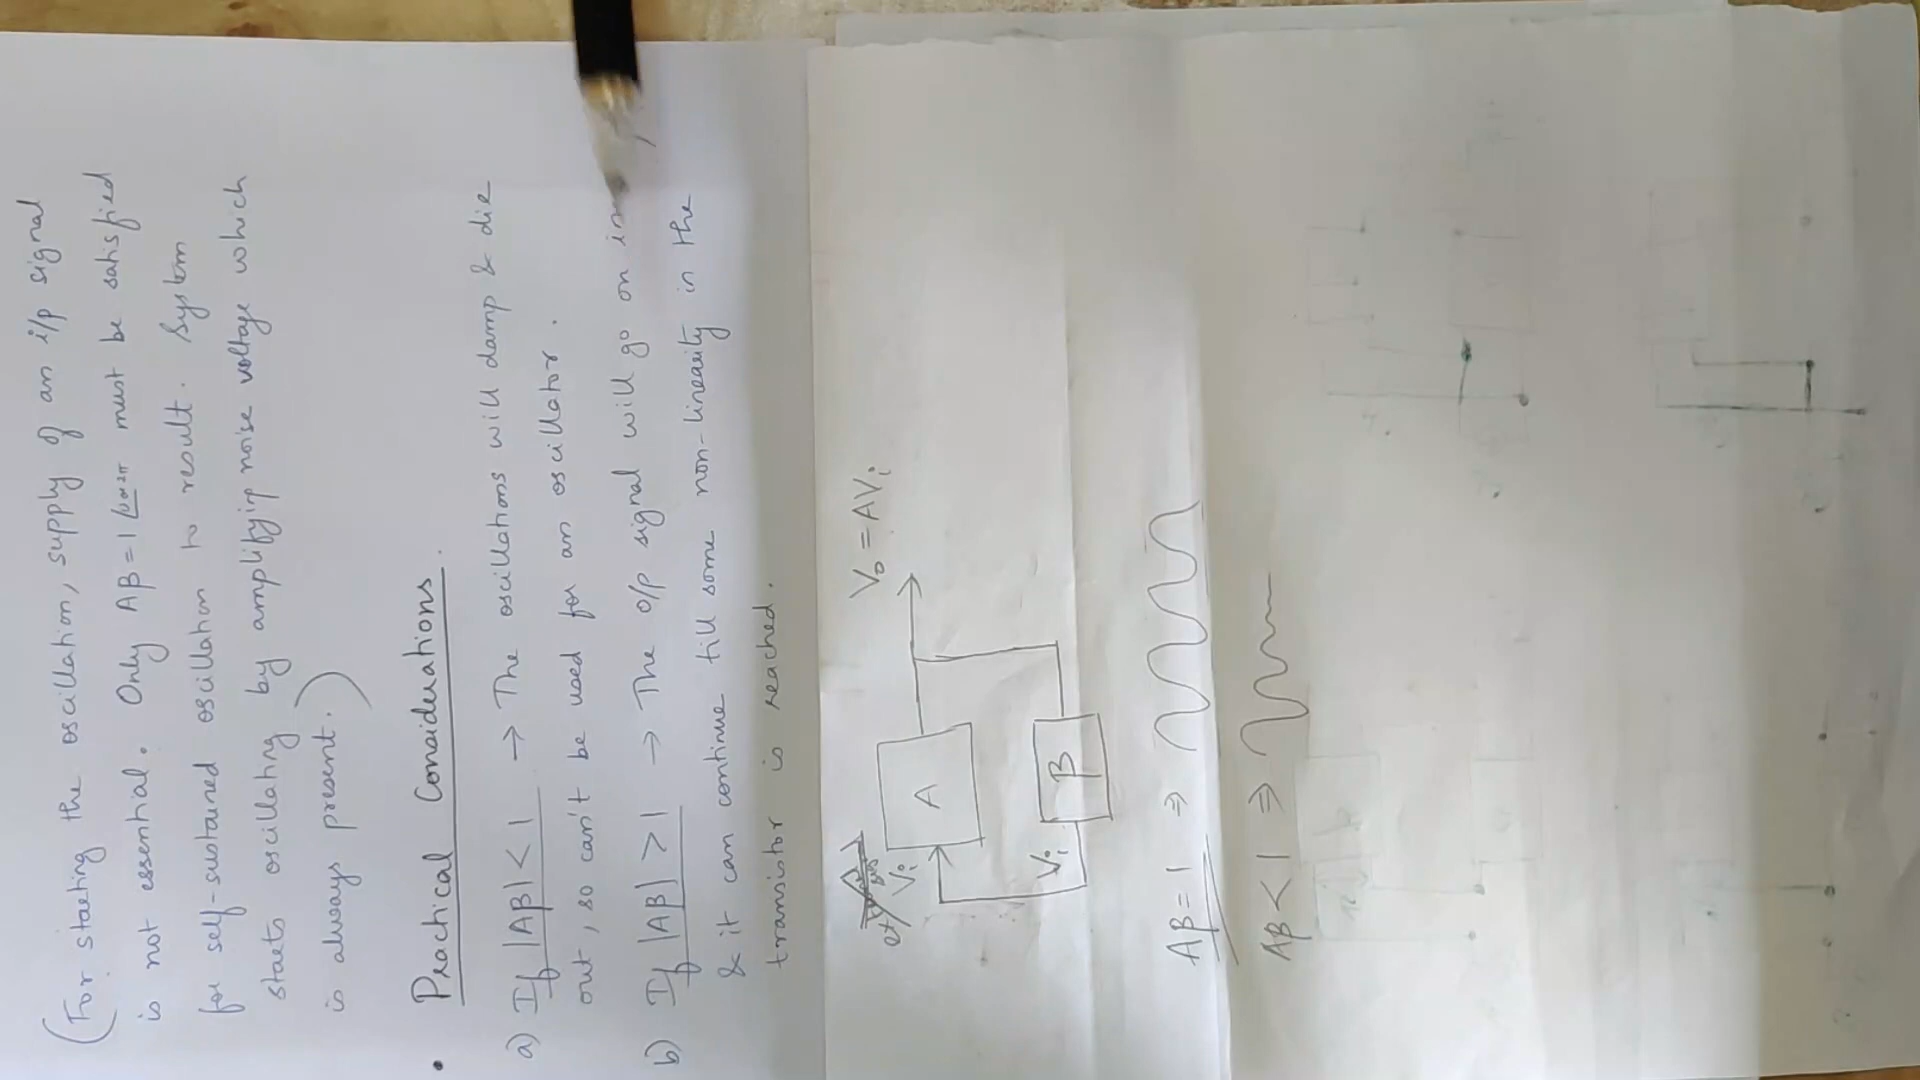 (For starting the oscillation, supply of an i/p signal
is not essential. Only Aβ = 1 must be satisfied
for self-sustained oscillation to result. System
starts oscillating by amplifying noise voltage which
is always present.)
• Practical Considerations.
a) If |Aβ| < 1 → The oscillations will damp & die
out, so can't be used for an oscillator.
b) If |Aβ| > 1 → The o/p signal will go on
& it can continue till some non-linearity in the
transistor is reached.
Vi
A
Vo = AVi
Vi
β
Aβ = 1 ⇒
Aβ < 1 ⇒